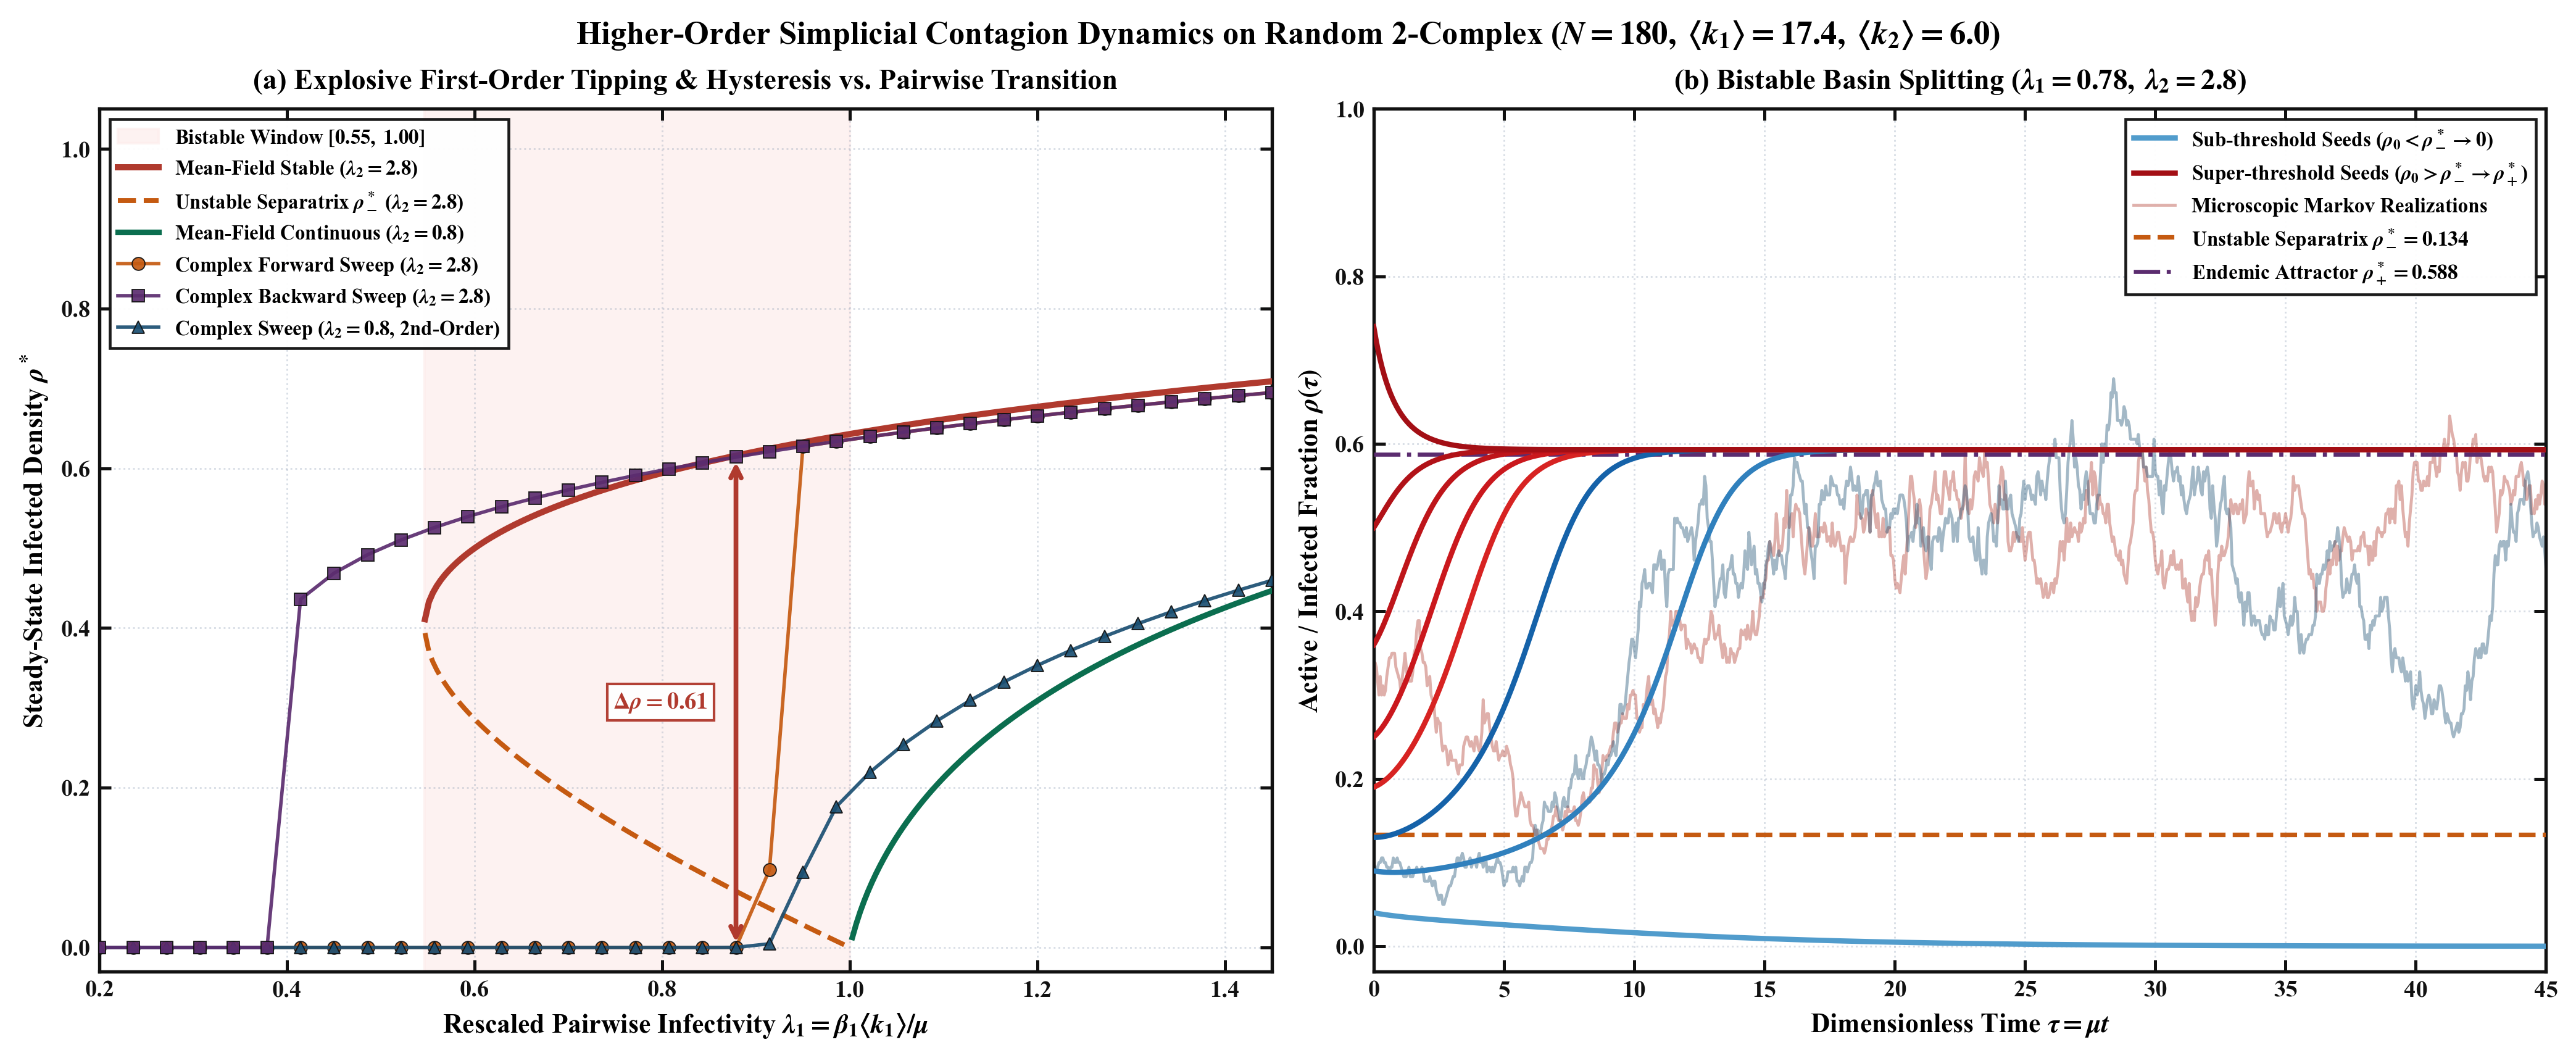 Higher-Order Simplicial Contagion Dynamics on Random 2-Complex (N = 180, ⟨k₁⟩ = 17.4, ⟨k₂⟩ = 6.0)
(a) Explosive First-Order Tipping & Hysteresis vs. Pairwise Transition
Bistable Window [0.55, 1.00]
Mean-Field Stable (λ₂ = 2.8)
Unstable Separatrix ρ₋* (λ₂ = 2.8)
Mean-Field Continuous (λ₂ = 0.8)
Complex Forward Sweep (λ₂ = 2.8)
Complex Backward Sweep (λ₂ = 2.8)
Complex Sweep (λ₂ = 0.8, 2nd-Order)
Δρ = 0.61
Steady-State Infected Density ρ*
1.0
0.8
0.6
0.4
0.2
0.0
0.2 0.4 0.6 0.8 1.0 1.2 1.4
Rescaled Pairwise Infectivity λ₁ = β₁⟨k₁⟩/μ
(b) Bistable Basin Splitting (λ₁ = 0.78, λ₂ = 2.8)
Sub-threshold Seeds (ρ₀ < ρ₋* → 0)
Super-threshold Seeds (ρ₀ > ρ₋* → ρ₊*)
Microscopic Markov Realizations
Unstable Separatrix ρ₋* = 0.134
Endemic Attractor ρ₊* = 0.588
Active / Infected Fraction ρ(τ)
1.0
0.8
0.6
0.4
0.2
0.0
0 5 10 15 20 25 30 35 40 45
Dimensionless Time τ = μt